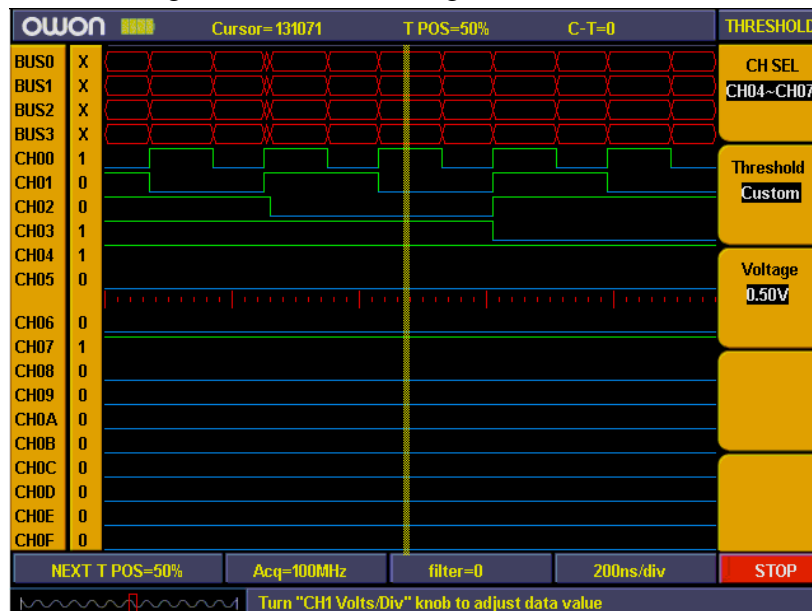 owon Cursor=131071 T POS=50% C-T=0 THRESHOLD
BUS0 X
BUS1 X
BUS2 X
BUS3 X
CH00 1
CH01 0
CH02 0
CH03 1
CH04 1
CH05 0
CH06 0
CH07 1
CH08 0
CH09 0
CH0A 0
CH0B 0
CH0C 0
CH0D 0
CH0E 0
CH0F 0
CH SEL
CH04~CH07
Threshold
Custom
Voltage
0.50V
NEXT T POS=50% Acq=100MHz filter=0 200ns/div STOP
Turn "CH1 Volts/Div" knob to adjust data value